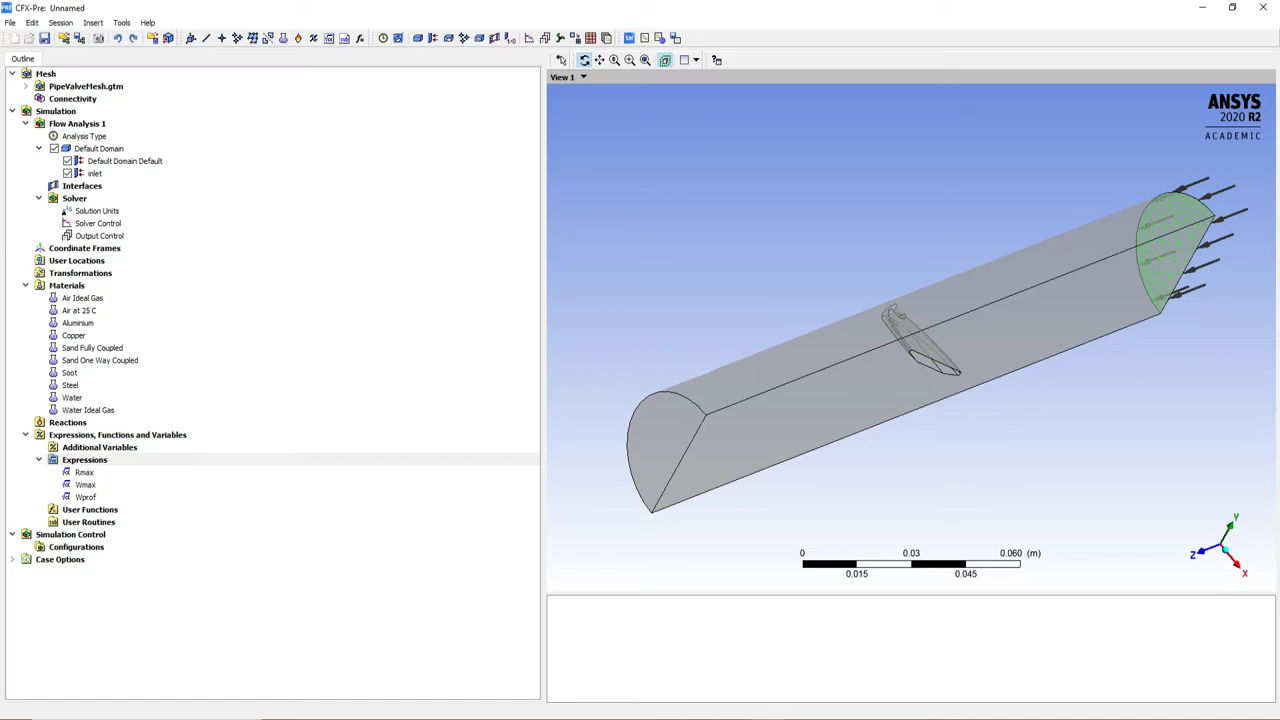 CFX-Pre: Unnamed
File Edit Session Insert Tools Help
Outline
Mesh
PipeValveMesh.gtm
Connectivity
Simulation
Flow Analysis 1
Analysis Type
Default Domain
Default Domain Default
inlet
Interfaces
Solver
Solution Units
Solver Control
Output Control
Coordinate Frames
User Locations
Transformations
Materials
Air Ideal Gas
Air at 25 C
Aluminium
Copper
Sand Fully Coupled
Sand One Way Coupled
Soot
Steel
Water
Water Ideal Gas
Reactions
Expressions, Functions and Variables
Additional Variables
Expressions
Rmax
Wmax
Wprof
User Functions
User Routines
Simulation Control
Configurations
Case Options
View 1
ANSYS
2020 R2
ACADEMIC
0 0.03 0.060 (m)
0.015 0.045
Y
Z
X